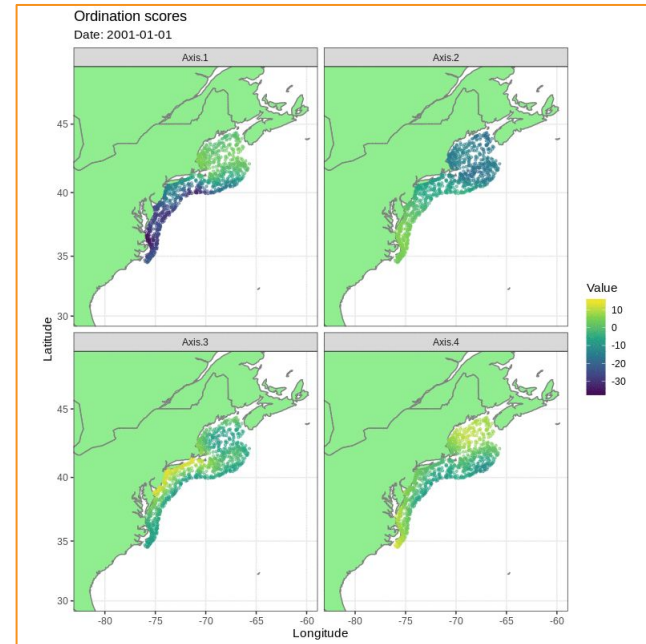 Ordination scores
Date: 2001-01-01
Axis.1
Axis.2
45
40
35
30
Latitude
Value
10
0
-10
-20
-30
Axis.3
Axis.4
45
40
35
30
-80
-75
-70
-65
-60
-80
-75
-70
-65
-60
Longitude